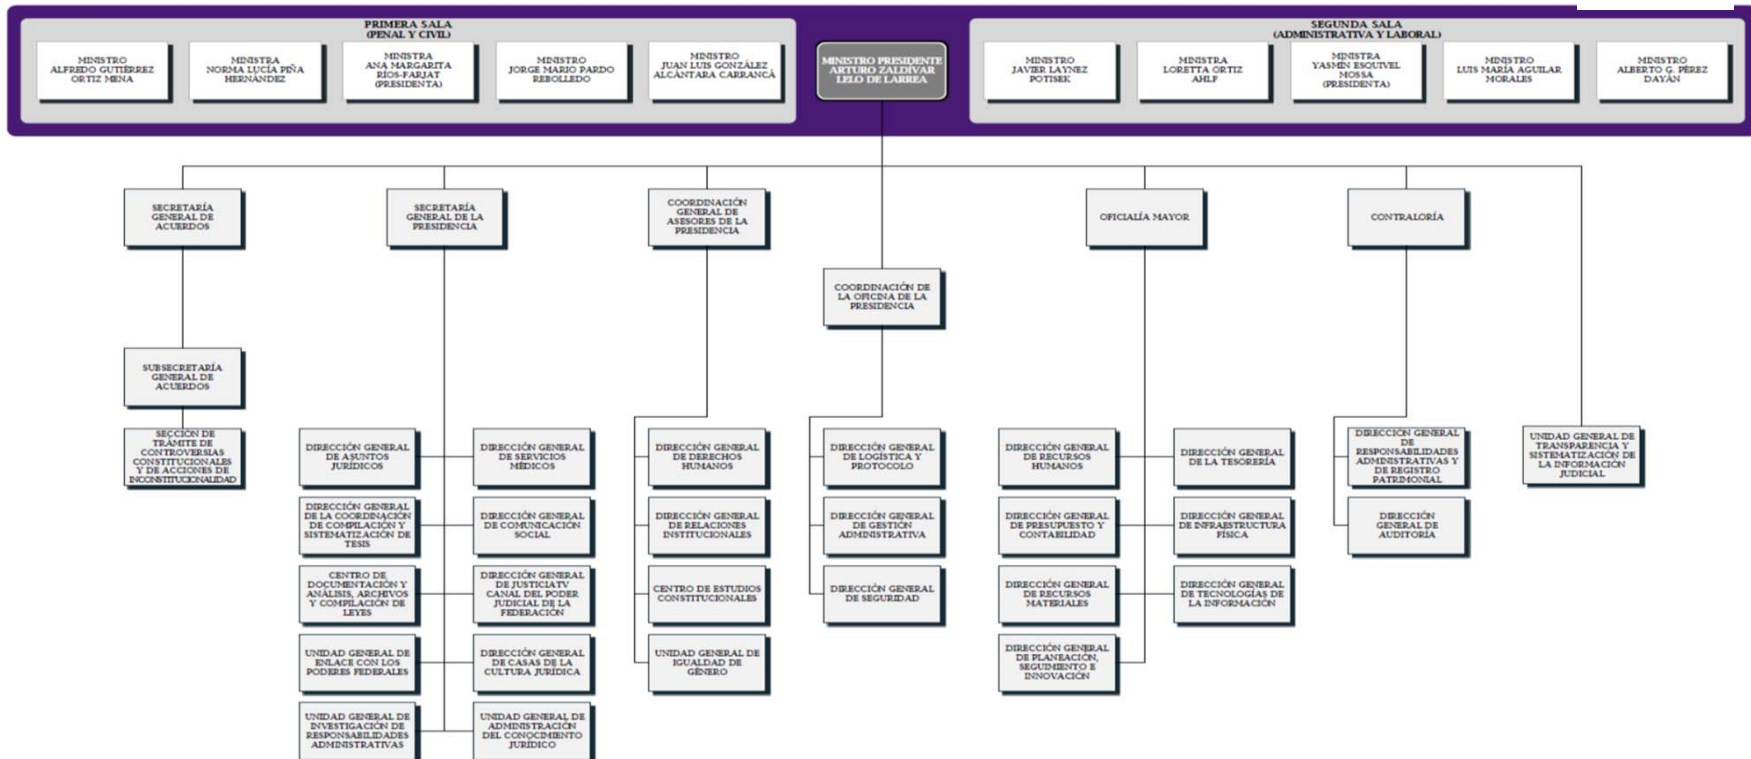 PRIMERA SALA
(PENAL Y CIVIL)
MINISTRO
ALFREDO GUTIÉRREZ
ORTIZ MENA
MINISTRA
NORMA LUCÍA PIÑA
HERNÁNDEZ
MINISTRA
ANA MARGARITA
RÍOS-FARJAT
(PRESIDENTA)
MINISTRO
JORGE MARIO PARDO
REBOLLEDO
MINISTRO
JUAN LUIS GONZÁLEZ
ALCÁNTARA CARRANCÁ
MINISTRO PRESIDENTE
ARTURO ZALDÍVAR
LELO DE LARREA
SEGUNDA SALA
(ADMINISTRATIVA Y LABORAL)
MINISTRO
JAVIER LAYNEZ
POTISEK
MINISTRA
LORETTA ORTIZ
AHLF
MINISTRA
YASMÍN ESQUIVEL
MOSSA
(PRESIDENTA)
MINISTRO
LUIS MARÍA AGUILAR
MORALES
MINISTRO
ALBERTO G. PÉREZ
DAYÁN
SECRETARÍA
GENERAL DE
ACUERDOS
SECRETARÍA
GENERAL DE LA
PRESIDENCIA
COORDINACIÓN
GENERAL DE
ASESORES DE LA
PRESIDENCIA
OFICIALÍA MAYOR
CONTRALORÍA
COORDINACIÓN DE
LA OFICINA DE LA
PRESIDENCIA
SUBSECRETARÍA
GENERAL DE
ACUERDOS
SECCIÓN DE
TRÁMITE DE
CONTROVERSIAS
CONSTITUCIONALES
Y DE ACCIONES DE
INCONSTITUCIONALIDAD
DIRECCIÓN GENERAL
DE ASUNTOS
JURÍDICOS
DIRECCIÓN GENERAL
DE SERVICIOS
MÉDICOS
DIRECCIÓN GENERAL
DE DERECHOS
HUMANOS
DIRECCIÓN GENERAL
DE LOGÍSTICA Y
PROTOCOLO
DIRECCIÓN GENERAL
DE RECURSOS
HUMANOS
DIRECCIÓN GENERAL
DE LA TESORERÍA
DIRECCIÓN GENERAL
DE
RESPONSABILIDADES
ADMINISTRATIVAS Y
DE REGISTRO
PATRIMONIAL
UNIDAD GENERAL DE
TRANSPARENCIA Y
SISTEMATIZACIÓN DE
LA INFORMACIÓN
JUDICIAL
DIRECCIÓN GENERAL
DE LA COORDINACIÓN
DE COMPILACIÓN Y
SISTEMATIZACIÓN DE
TESIS
DIRECCIÓN GENERAL
DE COMUNICACIÓN
SOCIAL
DIRECCIÓN GENERAL
DE RELACIONES
INSTITUCIONALES
DIRECCIÓN GENERAL
DE GESTIÓN
ADMINISTRATIVA
DIRECCIÓN GENERAL
DE PRESUPUESTO Y
CONTABILIDAD
DIRECCIÓN GENERAL
DE INFRAESTRUCTURA
FÍSICA
DIRECCIÓN
GENERAL DE
AUDITORÍA
CENTRO DE
DOCUMENTACIÓN Y
ANÁLISIS, ARCHIVOS
Y COMPILACIÓN DE
LEYES
DIRECCIÓN GENERAL
DE JUSTICIATV
CANAL DEL PODER
JUDICIAL DE LA
FEDERACIÓN
CENTRO DE ESTUDIOS
CONSTITUCIONALES
DIRECCIÓN GENERAL
DE SEGURIDAD
DIRECCIÓN GENERAL
DE RECURSOS
MATERIALES
DIRECCIÓN GENERAL
DE TECNOLOGÍAS DE
LA INFORMACIÓN
UNIDAD GENERAL DE
ENLACE CON LOS
PODERES FEDERALES
DIRECCIÓN GENERAL
DE CASAS DE LA
CULTURA JURÍDICA
UNIDAD GENERAL DE
IGUALDAD DE
GÉNERO
DIRECCIÓN GENERAL
DE PLANEACIÓN,
SEGUIMIENTO E
INNOVACIÓN
UNIDAD GENERAL DE
INVESTIGACIÓN DE
RESPONSABILIDADES
ADMINISTRATIVAS
UNIDAD GENERAL DE
ADMINISTRACIÓN
DEL CONOCIMIENTO
JURÍDICO